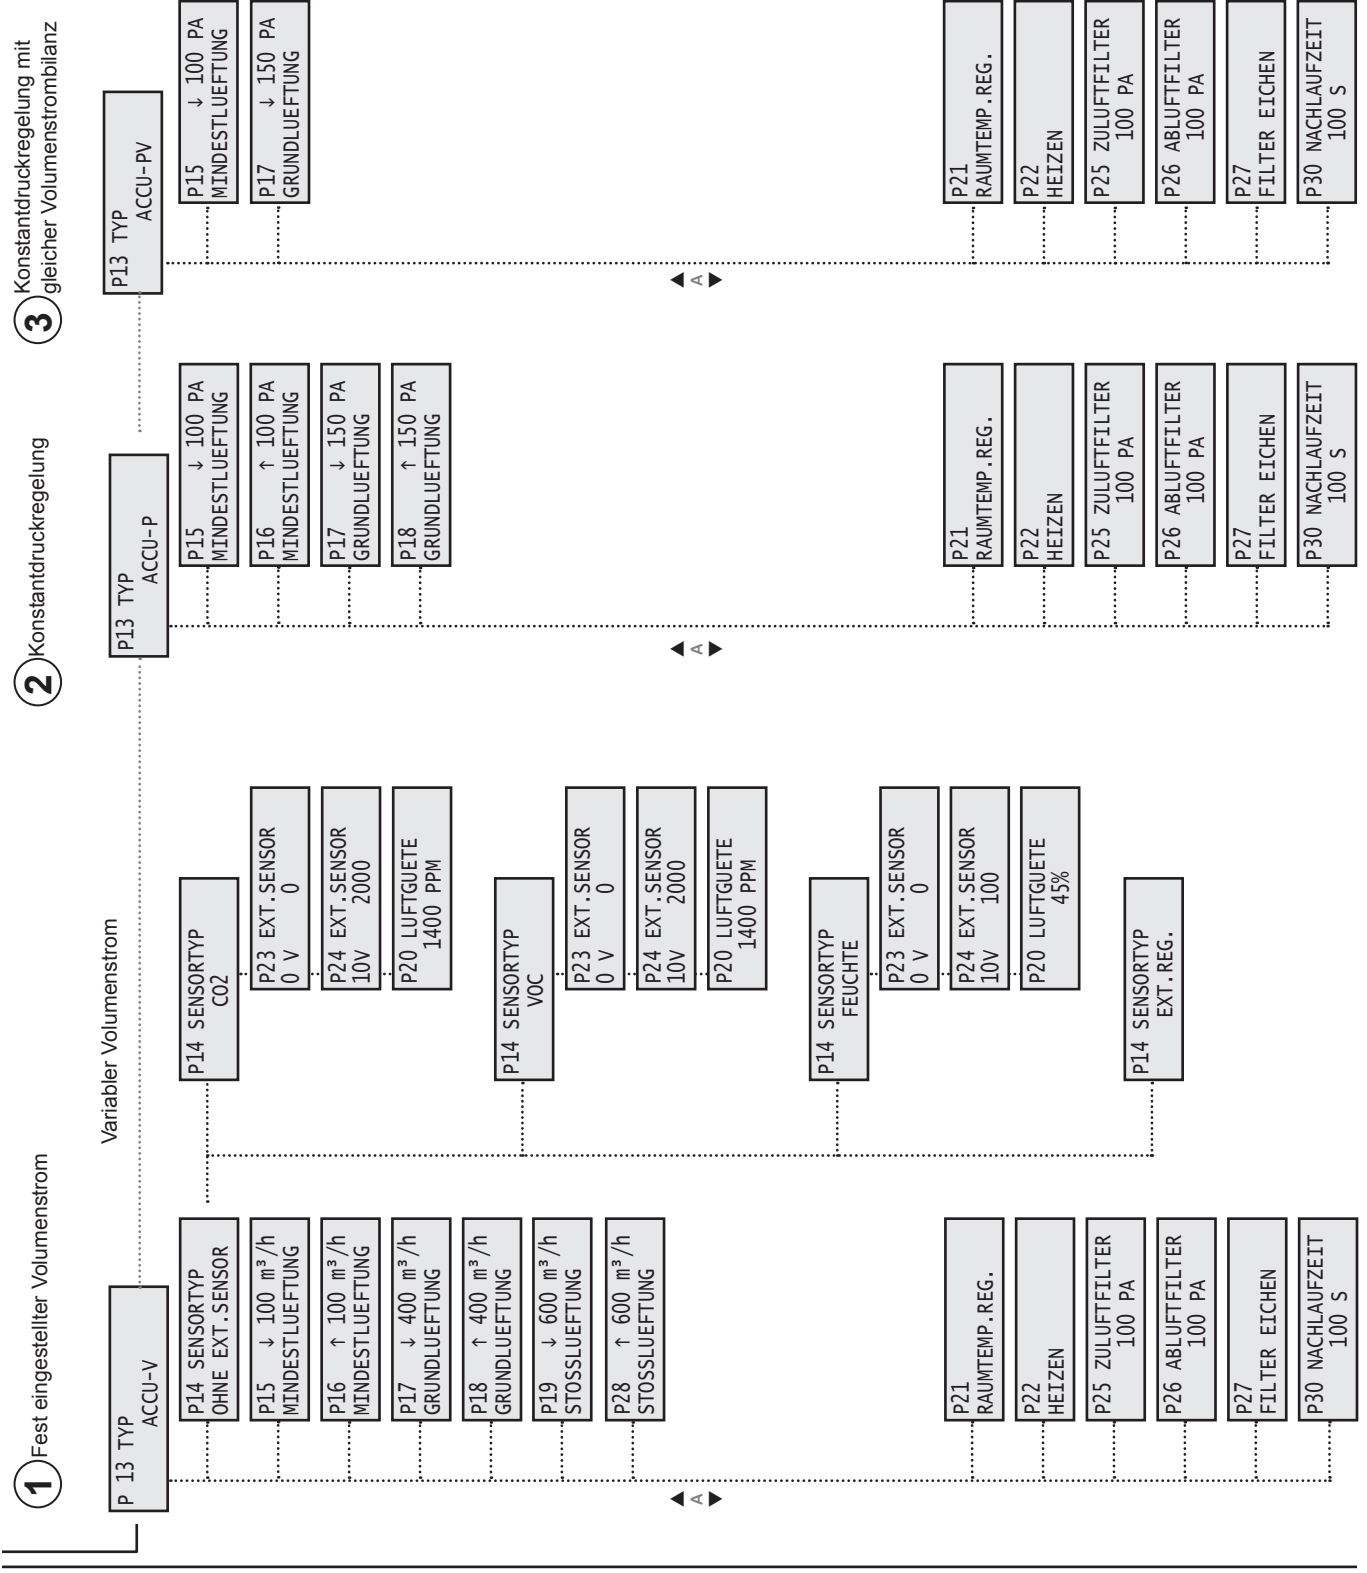 1 Fest eingestellter Volumenstrom
P 13 TYP
ACCU-V
P14 SENSORTYP
OHNE EXT.SENSOR
P15 ↓ 100 m³/h
MINDESTLUEFTUNG
P16 ↑ 100 m³/h
MINDESTLUEFTUNG
P17 ↓ 400 m³/h
GRUNDLUEFTUNG
P18 ↑ 400 m³/h
GRUNDLUEFTUNG
P19 ↓ 600 m³/h
STOSSLUEFTUNG
P28 ↑ 600 m³/h
STOSSLUEFTUNG
A
P21
RAUMTEMP.REG.
P22
HEIZEN
P25 ZULUFTFILTER
100 PA
P26 ABLUFTFILTER
100 PA
P27
FILTER EICHEN
P30 NACHLAUFZEIT
100 S
Variabler Volumenstrom
P14 SENSORTYP
CO2
P23 EXT.SENSOR
0 V 0
P24 EXT.SENSOR
10V 2000
P20 LUFTGUETE
1400 PPM
P14 SENSORTYP
VOC
P23 EXT.SENSOR
0 V 0
P24 EXT.SENSOR
10V 2000
P20 LUFTGUETE
1400 PPM
P14 SENSORTYP
FEUCHTE
P23 EXT.SENSOR
0 V 0
P24 EXT.SENSOR
10V 100
P20 LUFTGUETE
45%
P14 SENSORTYP
EXT.REG.
2 Konstantdruckregelung
P13 TYP
ACCU-P
P15 ↓ 100 PA
MINDESTLUEFTUNG
P16 ↑ 100 PA
MINDESTLUEFTUNG
P17 ↓ 150 PA
GRUNDLUEFTUNG
P18 ↑ 150 PA
GRUNDLUEFTUNG
A
P21
RAUMTEMP.REG.
P22
HEIZEN
P25 ZULUFTFILTER
100 PA
P26 ABLUFTFILTER
100 PA
P27
FILTER EICHEN
P30 NACHLAUFZEIT
100 S
3 Konstantdruckregelung mit
gleicher Volumenstrombilanz
P13 TYP
ACCU-PV
P15 ↓ 100 PA
MINDESTLUEFTUNG
P17 ↓ 150 PA
GRUNDLUEFTUNG
A
P21
RAUMTEMP.REG.
P22
HEIZEN
P25 ZULUFTFILTER
100 PA
P26 ABLUFTFILTER
100 PA
P27
FILTER EICHEN
P30 NACHLAUFZEIT
100 S